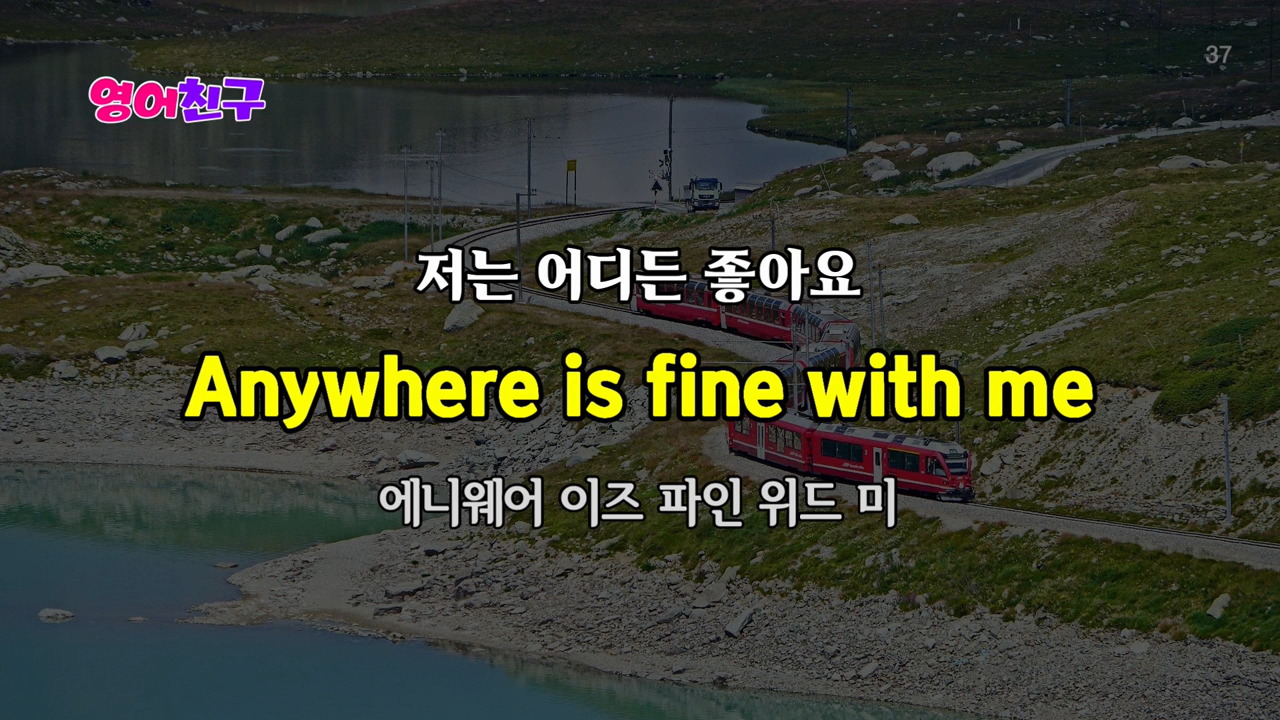 37
영어친구
저는 어디든 좋아요
Anywhere is fine with me
에니웨어 이즈 파인 위드 미